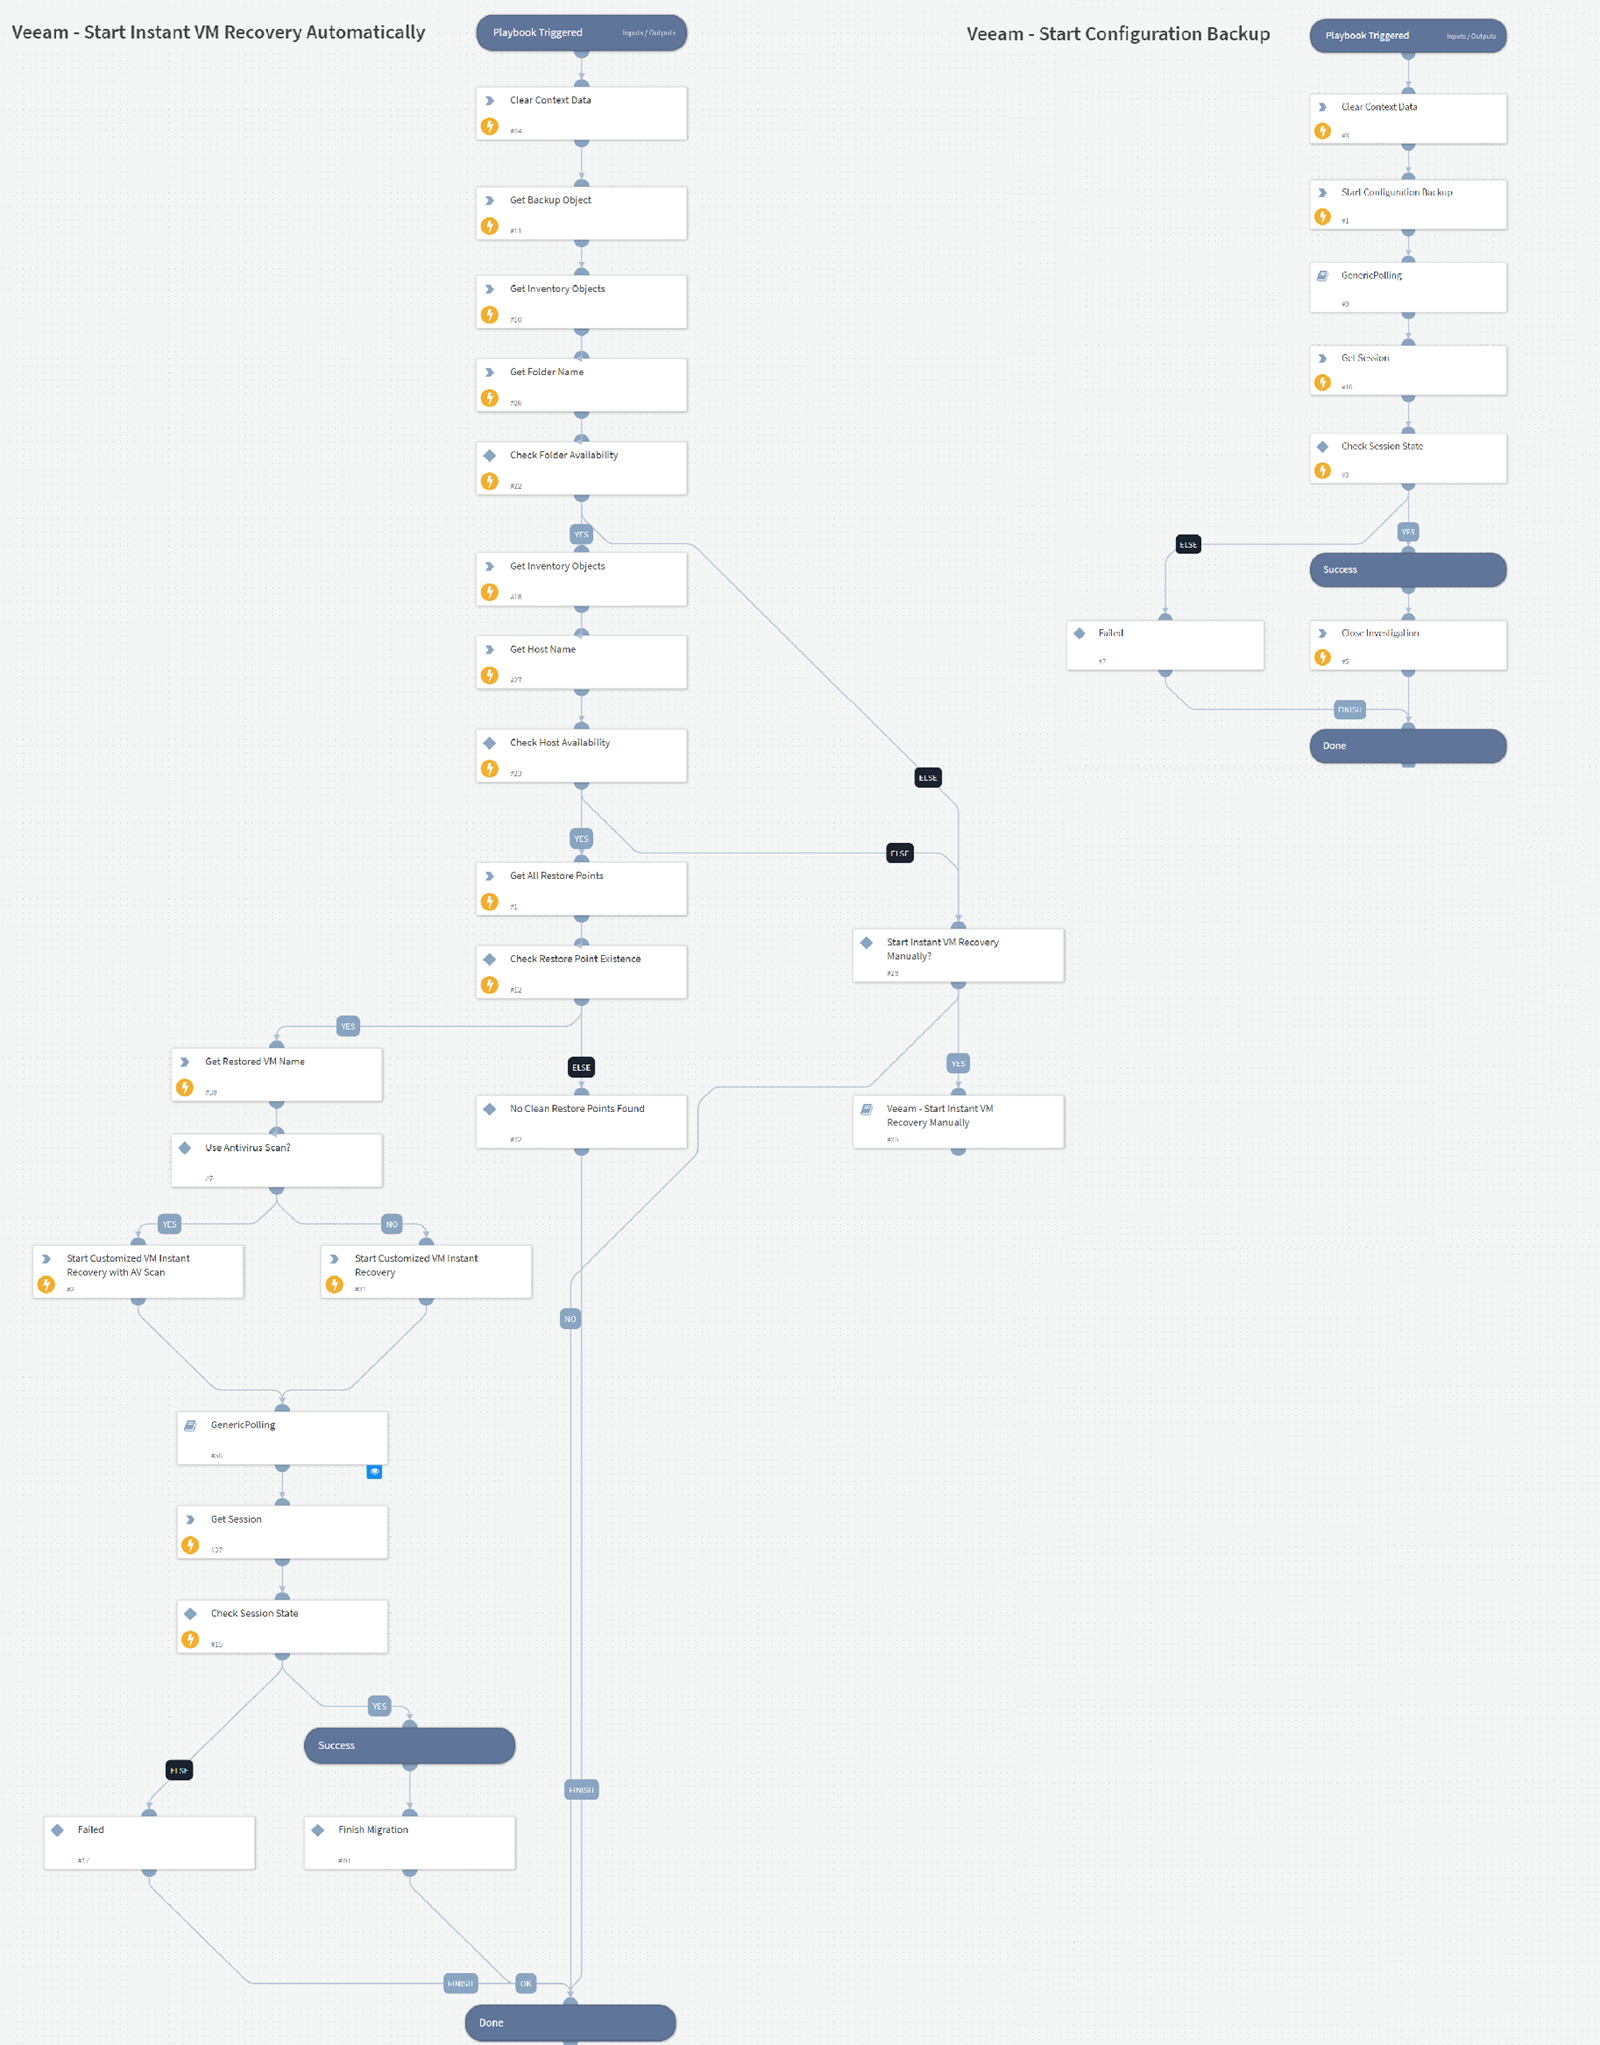 Veeam - Start Instant VM Recovery Automatically
Playbook Triggered
Inputs / Outputs
Clear Context Data
#34
Get Backup Object
#11
Get Inventory Objects
#10
Get Folder Name
#26
Check Folder Availability
#22
YES
Get Inventory Objects
#18
Get Host Name
#27
Check Host Availability
#23
ELSE
YES
ELSE
Get All Restore Points
#1
Start Instant VM Recovery
Manually?
#28
Check Restore Point Existence
#12
YES
Get Restored VM Name
ELSE
YES
No Clean Restore Points Found
#32
Veeam - Start Instant VM
Recovery Manually
#35
Use Antivirus Scan?
#7
YES
NO
Start Customized VM Instant
Recovery with AV Scan
#2
Start Customized VM Instant
Recovery
#31
NO
GenericPolling
Get Session
Check Session State
#15
YES
Success
ELSE
FINISH
Failed
#17
Finish Migration
FINISH
OK
Done
Veeam - Start Configuration Backup
Playbook Triggered
Inputs / Outputs
Clear Context Data
Start Configuration Backup
#1
GenericPolling
#9
Get Session
Check Session State
#3
YES
ELSE
Success
Failed
#7
Close Investigation
#5
FINISH
Done